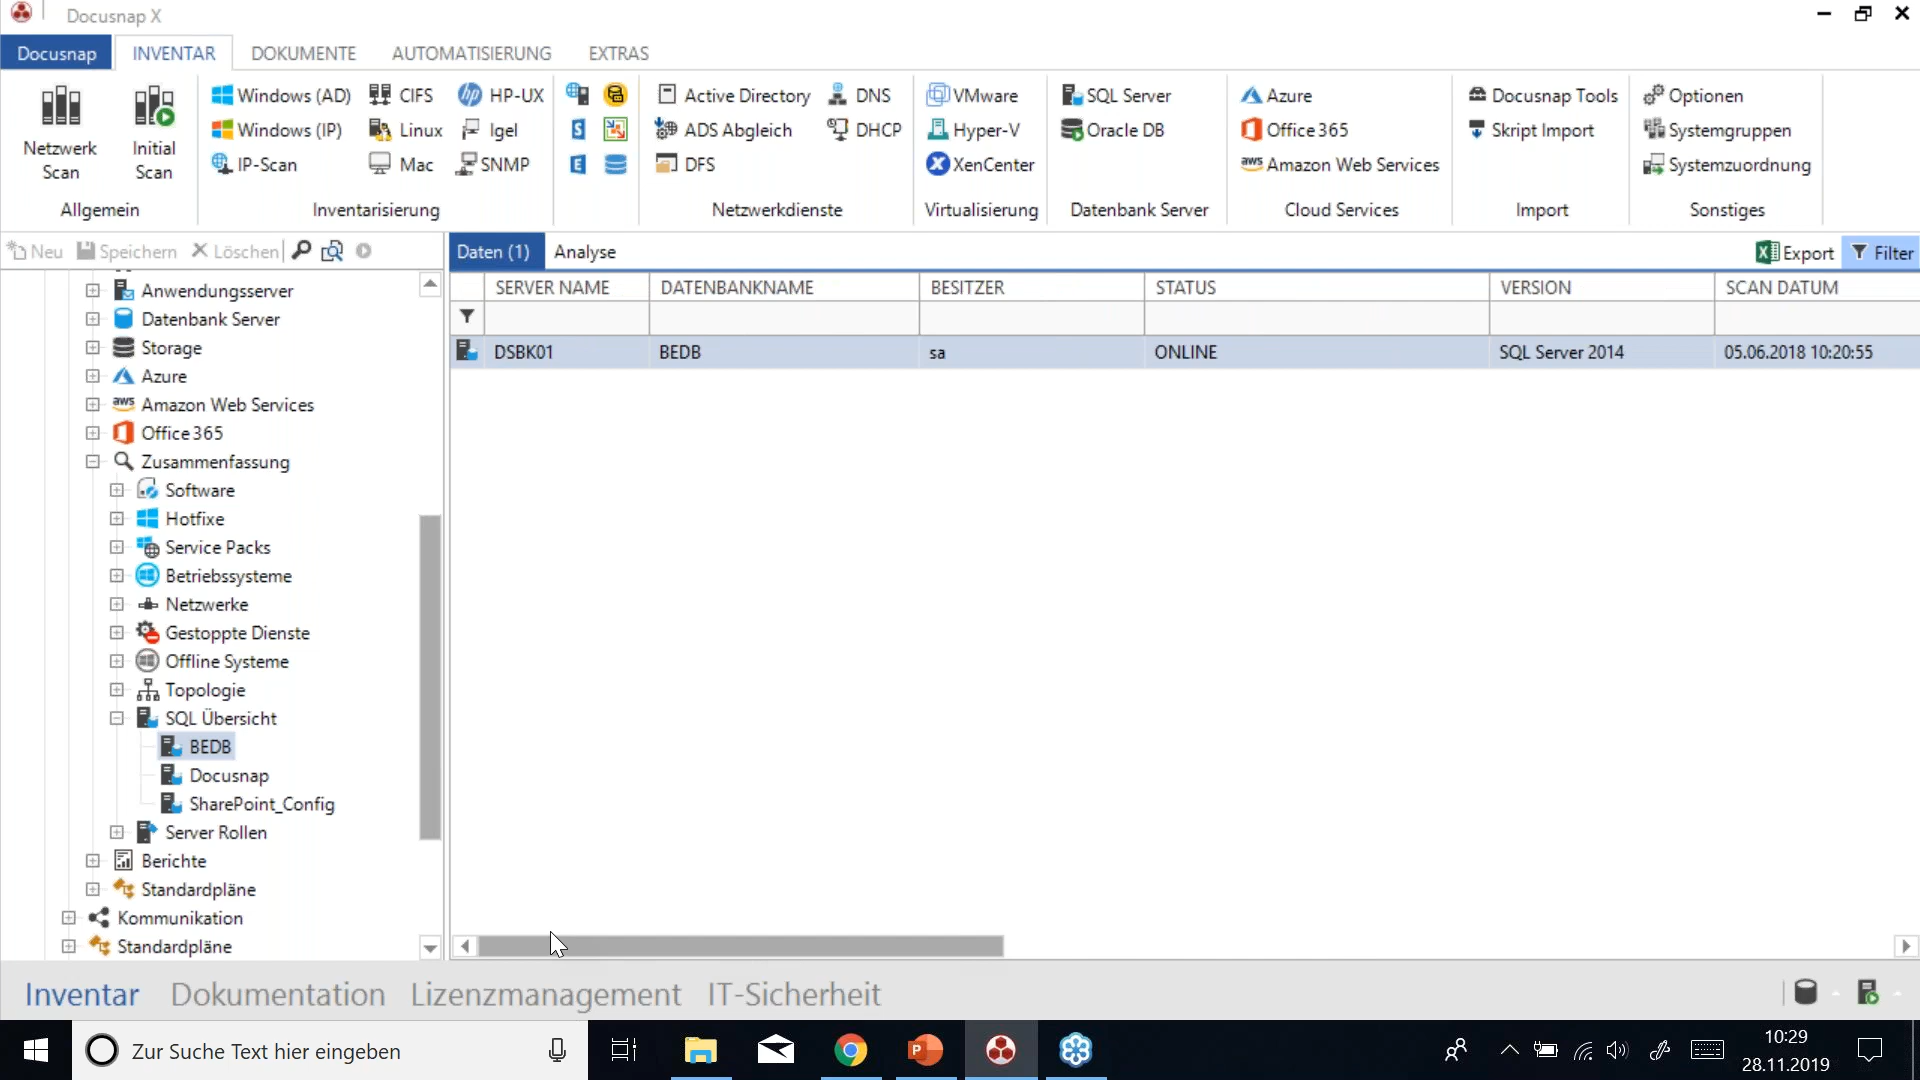 Docusnap X
Docusnap INVENTAR DOKUMENTE AUTOMATISIERUNG EXTRAS
Netzwerk Scan
Initial Scan
Allgemein
Windows (AD) CIFS HP-UX
Windows (IP) Linux Igel
IP-Scan Mac SNMP
Inventarisierung
Active Directory DNS
ADS Abgleich DHCP
DFS
Netzwerkdienste
VMware
Hyper-V
XenCenter
Virtualisierung
SQL Server
Oracle DB
Datenbank Server
Azure
Office 365
aws Amazon Web Services
Cloud Services
Docusnap Tools
Skript Import
Import
Optionen
Systemgruppen
Systemzuordnung
Sonstiges
Neu Speichern Löschen
Anwendungsserver
Datenbank Server
Storage
Azure
aws Amazon Web Services
Office 365
Zusammenfassung
Software
Hotfixe
Service Packs
Betriebssysteme
Netzwerke
Gestoppte Dienste
Offline Systeme
Topologie
SQL Übersicht
BEDB
Docusnap
SharePoint_Config
Server Rollen
Berichte
Standardpläne
Kommunikation
Standardpläne
Daten (1) Analyse Export Filter
SERVER NAME DATENBANKNAME BESITZER STATUS VERSION SCAN DATUM
DSBK01 BEDB sa ONLINE SQL Server 2014 05.06.2018 10:20:55
Inventar Dokumentation Lizenzmanagement IT-Sicherheit
Zur Suche Text hier eingeben
10:29
28.11.2019